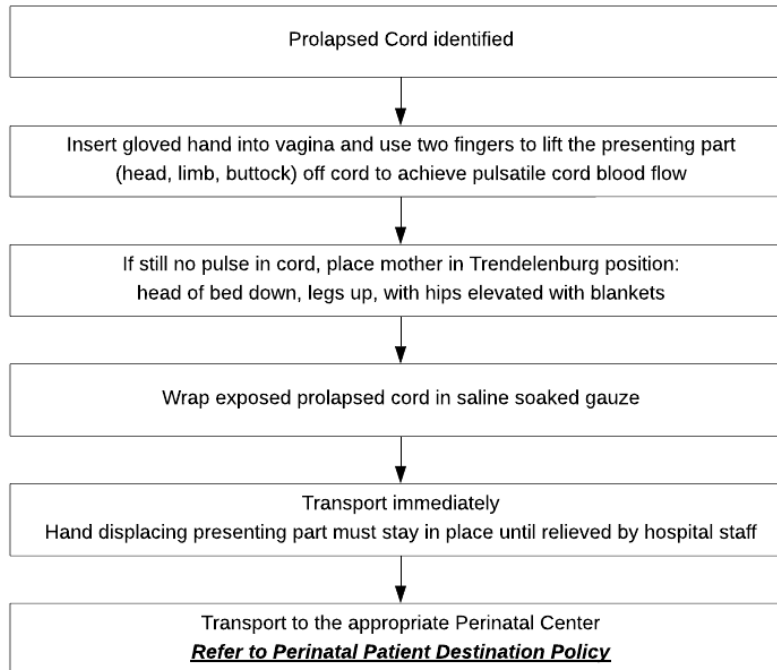 Prolapsed Cord identified
Insert gloved hand into vagina and use two fingers to lift the presenting part
(head, limb, buttock) off cord to achieve pulsatile cord blood flow
If still no pulse in cord, place mother in Trendelenburg position:
head of bed down, legs up, with hips elevated with blankets
Wrap exposed prolapsed cord in saline soaked gauze
Transport immediately
Hand displacing presenting part must stay in place until relieved by hospital staff
Transport to the appropriate Perinatal Center
Refer to Perinatal Patient Destination Policy